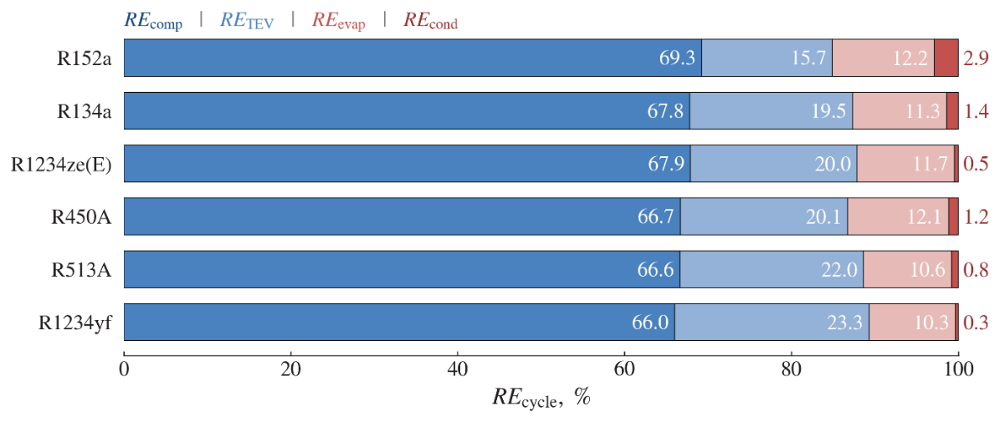 REcomp | RETEV | REevap | REcond
R152a 69.3 15.7 12.2 2.9
R134a 67.8 19.5 11.3 1.4
R1234ze(E) 67.9 20.0 11.7 0.5
R450A 66.7 20.1 12.1 1.2
R513A 66.6 22.0 10.6 0.8
R1234yf 66.0 23.3 10.3 0.3
0 20 40 60 80 100
REcycle, %